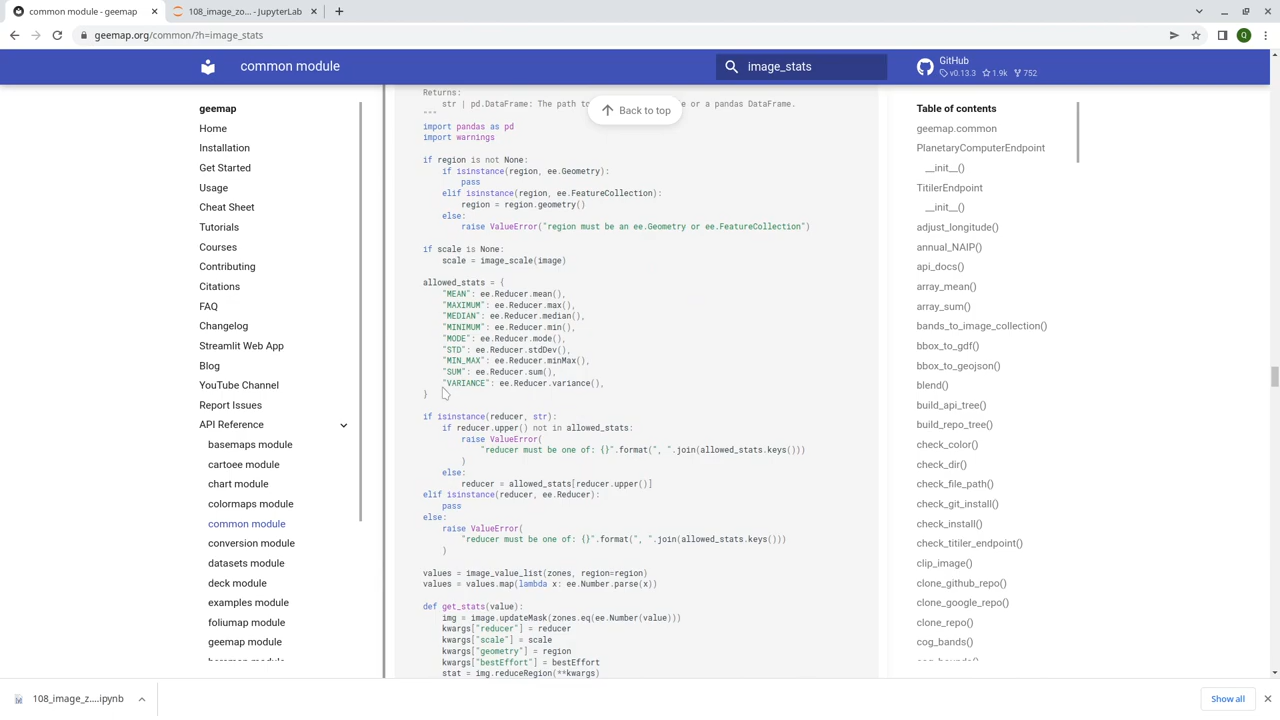 common module - geemap
108_image_zo... - JupyterLab
geemap.org/common/?h=image_stats
Q
common module
image_stats
GitHub
v0.13.3 1.9k 752
geemap
Home
Installation
Get Started
Usage
Cheat Sheet
Tutorials
Courses
Contributing
Citations
FAQ
Changelog
Streamlit Web App
Blog
YouTube Channel
Report Issues
API Reference
basemaps module
cartoee module
chart module
colormaps module
common module
conversion module
datasets module
deck module
examples module
foliumap module
geemap module
Back to top
Returns:
str | pd.DataFrame: The path to e or a pandas DataFrame.
"""
import pandas as pd
import warnings
if region is not None:
if isinstance(region, ee.Geometry):
pass
elif isinstance(region, ee.FeatureCollection):
region = region.geometry()
else:
raise ValueError("region must be an ee.Geometry or ee.FeatureCollection")
if scale is None:
scale = image_scale(image)
allowed_stats = {
"MEAN": ee.Reducer.mean(),
"MAXIMUM": ee.Reducer.max(),
"MEDIAN": ee.Reducer.median(),
"MINIMUM": ee.Reducer.min(),
"MODE": ee.Reducer.mode(),
"STD": ee.Reducer.stdDev(),
"MIN_MAX": ee.Reducer.minMax(),
"SUM": ee.Reducer.sum(),
"VARIANCE": ee.Reducer.variance(),
}
if isinstance(reducer, str):
if reducer.upper() not in allowed_stats:
raise ValueError(
"reducer must be one of: {}".format(", ".join(allowed_stats.keys()))
)
else:
reducer = allowed_stats[reducer.upper()]
elif isinstance(reducer, ee.Reducer):
pass
else:
raise ValueError(
"reducer must be one of: {}".format(", ".join(allowed_stats.keys()))
)
values = image_value_list(zones, region=region)
values = values.map(lambda x: ee.Number.parse(x))
def get_stats(value):
img = image.updateMask(zones.eq(ee.Number(value)))
kwargs["reducer"] = reducer
kwargs["scale"] = scale
kwargs["geometry"] = region
kwargs["bestEffort"] = bestEffort
stat = img.reduceRegion(**kwargs)
Table of contents
geemap.common
PlanetaryComputerEndpoint
__init__()
TitilerEndpoint
__init__()
adjust_longitude()
annual_NAIP()
api_docs()
array_mean()
array_sum()
bands_to_image_collection()
bbox_to_gdf()
bbox_to_geojson()
blend()
build_api_tree()
build_repo_tree()
check_color()
check_dir()
check_file_path()
check_git_install()
check_install()
check_titiler_endpoint()
clip_image()
clone_github_repo()
clone_google_repo()
clone_repo()
cog_bands()
108_image_z....ipynb
Show all